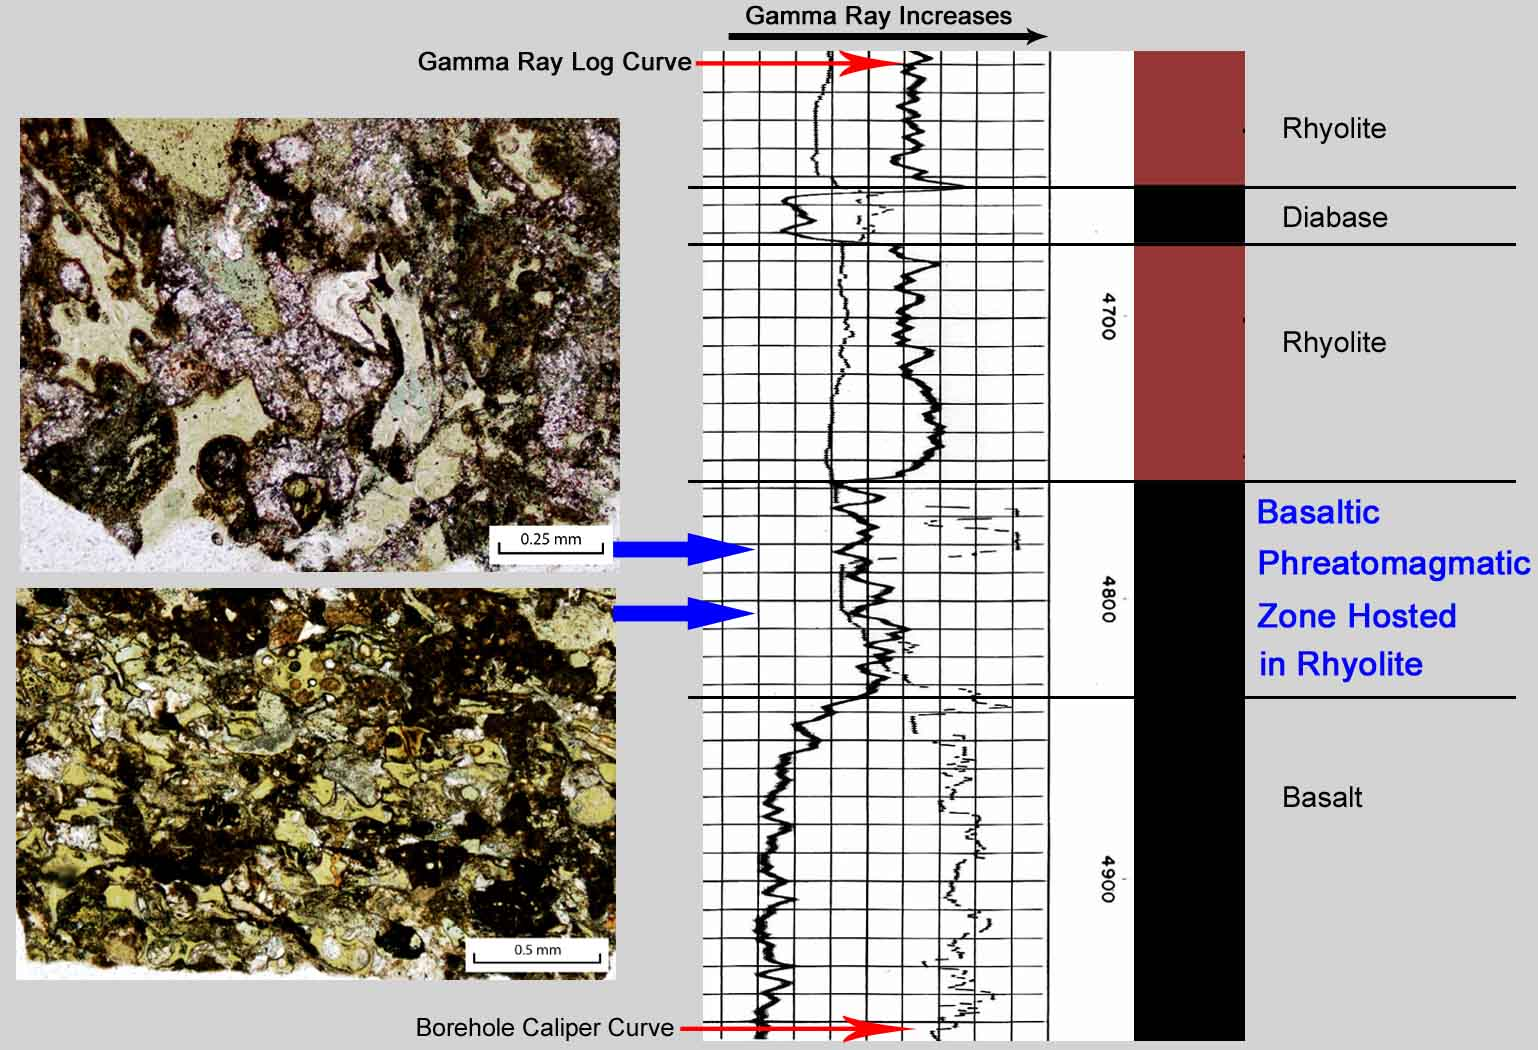 Gamma Ray Increases
Gamma Ray Log Curve
Rhyolite
Diabase
4700
Rhyolite
Basaltic
0.25 mm
Phreatomagmatic
4800
Zone Hosted
in Rhyolite
Basalt
4900
0.5 mm
Borehole Caliper Curve